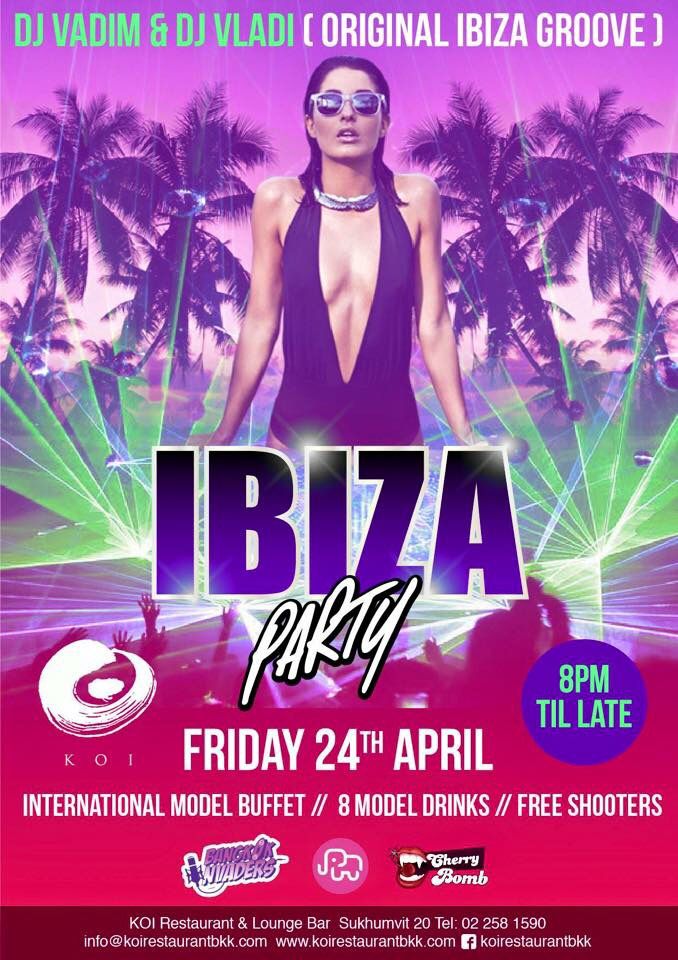 DJ VADIM & DJ VLADI ( ORIGINAL IBIZA GROOVE )
IBIZA
PARTY
KOI
8PM
TIL LATE
FRIDAY 24TH APRIL
INTERNATIONAL MODEL BUFFET // 8 MODEL DRINKS // FREE SHOOTERS
BANGKOK
NVADERS
Cherry
Bomb
KOI Restaurant & Lounge Bar Sukhumvit 20 Tel: 02 258 1590
info@koirestaurantbkk.com www.koirestaurantbkk.com f koirestaurantbkk